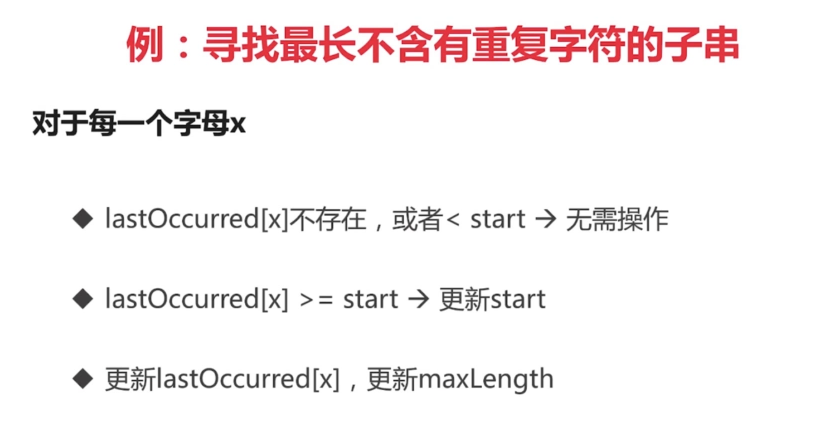 例：寻找最长不含有重复字符的子串
对于每一个字母x
◆ lastOccurred[x]不存在，或者< start → 无需操作
◆ lastOccurred[x] >= start → 更新start
◆ 更新lastOccurred[x]，更新maxLength